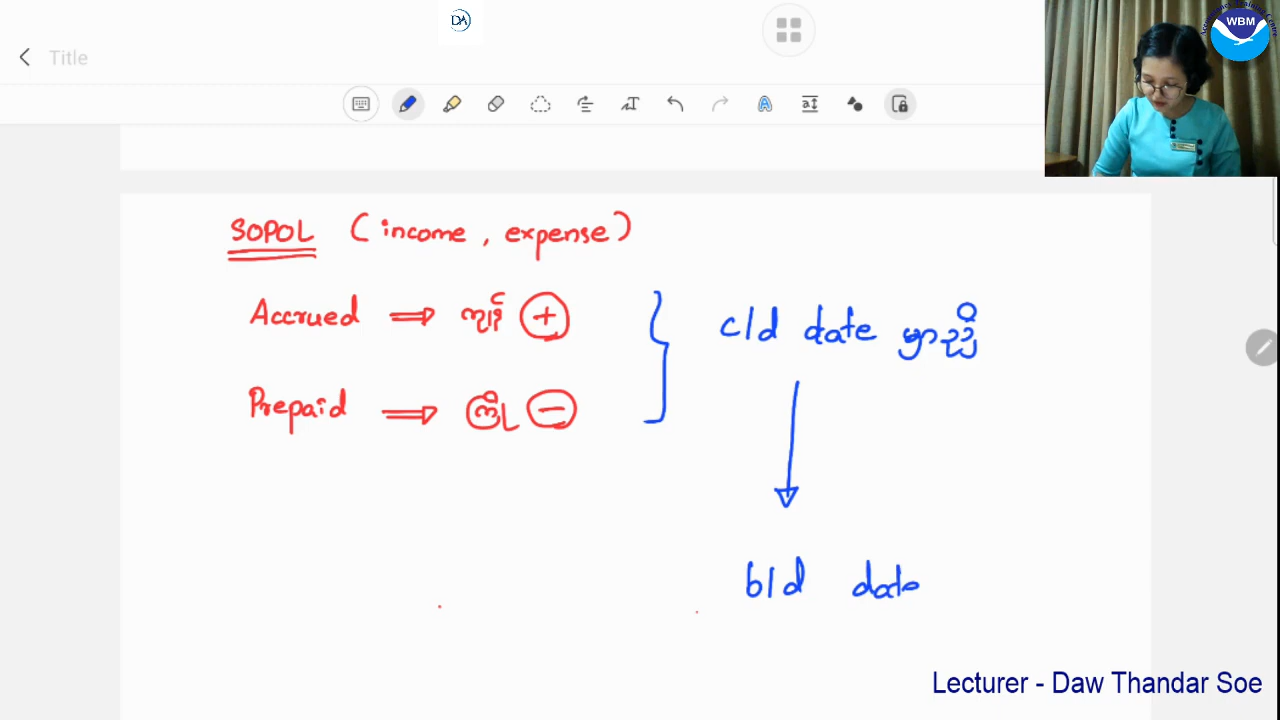 DA
Title
WBM
SOPOL (income, expense)
Accrued ⇒ ကျန် +
Prepaid ⇒ ကြို −
c/d date မှာညှိ
b/d date
Lecturer - Daw Thandar Soe